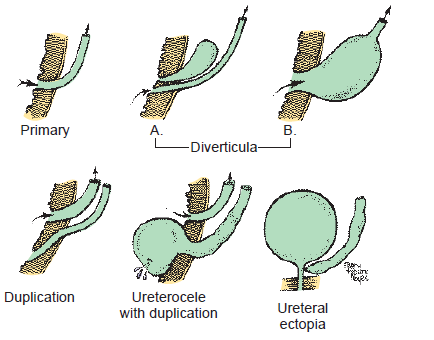 Primary
A.
B.
Diverticula
Duplication
Ureterocele
with duplication
Ureteral
ectopia